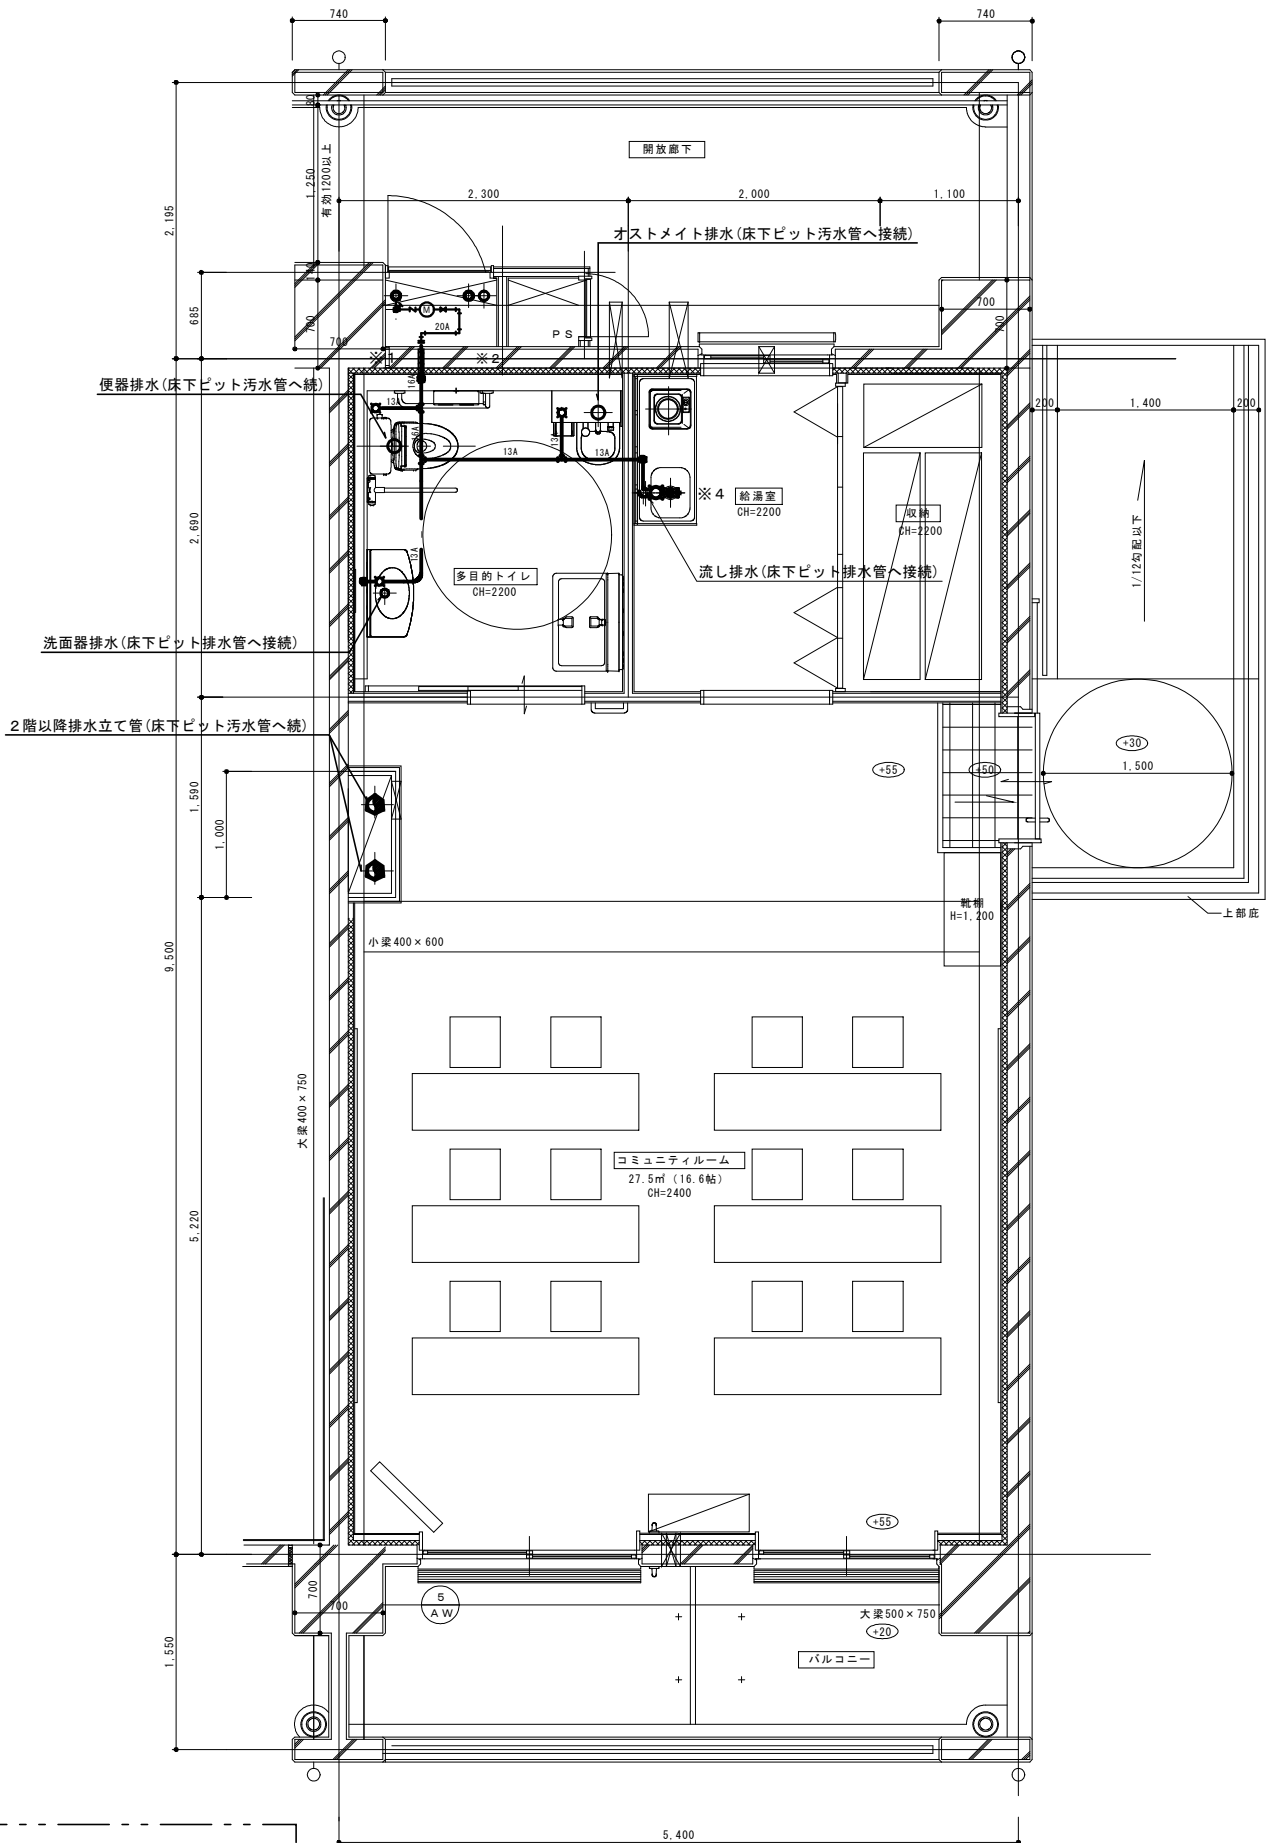 740
740
80
開放廊下
1,250
有効1200以上
2,195
2,300
2,000
1,100
オストメイト排水(床下ピット汚水管へ接続)
140
685
700
700
M
20A
PS
700
700
※1
※2
16A
便器排水(床下ピット汚水管へ続)
13A
16A
13A
13A
13A
※4
給湯室
CH=2200
収納
CH=2200
200
1,400
200
1/12勾配以下
2,690
13A
多目的トイレ
CH=2200
流し排水(床下ピット排水管へ接続)
洗面器排水(床下ピット排水管へ接続)
2階以降排水立て管(床下ピット汚水管へ続)
+55
+50
+30
1,500
1,590
1,000
靴棚
H=1,200
上部庇
9,500
小梁400×600
大梁400×750
コミュニティルーム
27.5㎡ (16.6帖)
CH=2400
5,220
+55
700
700
5
AW
大梁500×750
+20
1,550
バルコニー
5,400